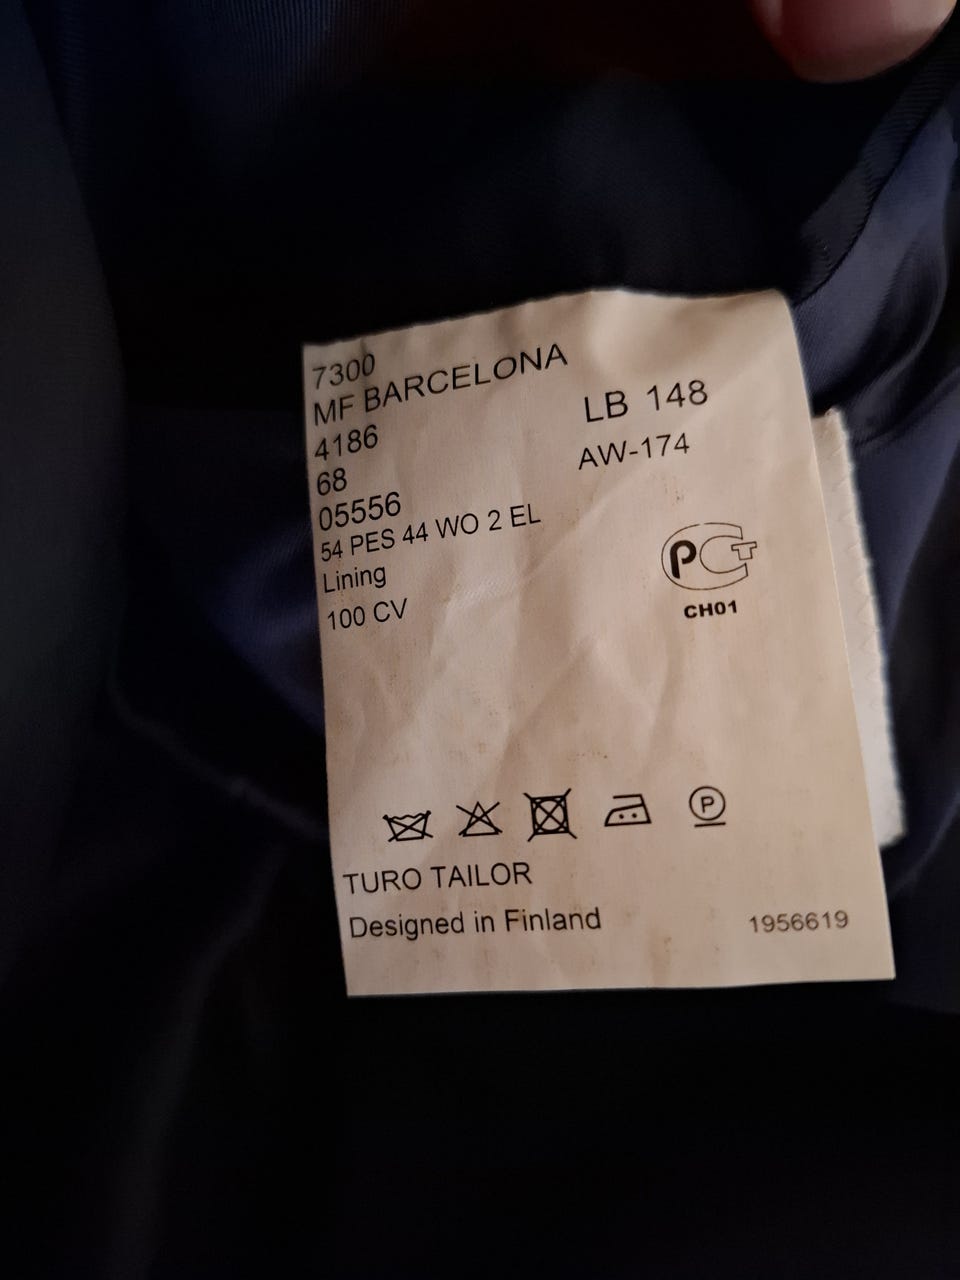 7300
MF BARCELONA
4186
68
05556
54 PES 44 WO 2 EL
Lining
100 CV
LB 148
AW-174
РСТ
CH01
P
TURO TAILOR
Designed in Finland
1956619